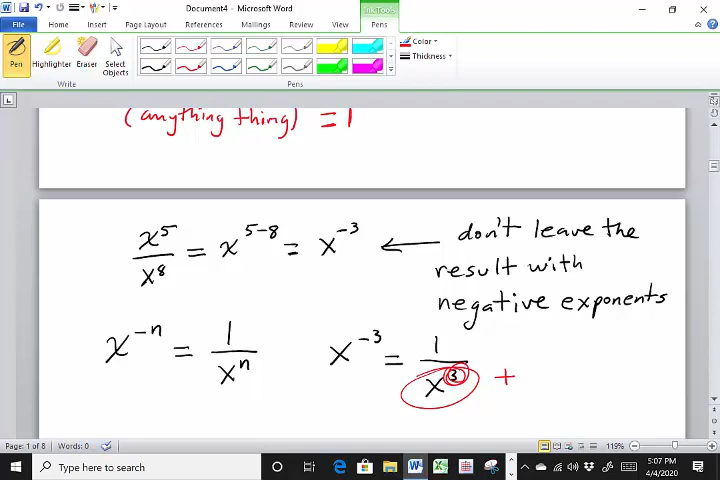 Document4 - Microsoft Word
Ink Tools
File Home Insert Page Layout References Mailings Review View Pens
Pen Highlighter Eraser Select Objects
Color
Thickness
Write Pens
(anything thing) = 1
x^5/x^8 = x^(5-8) = x^-3 ← don't leave the
result with
negative exponents
x^-n = 1/x^n x^-3 = 1/x^3 +
Page: 1 of 8 Words: 0 119%
Type here to search
5:07 PM
4/4/2020